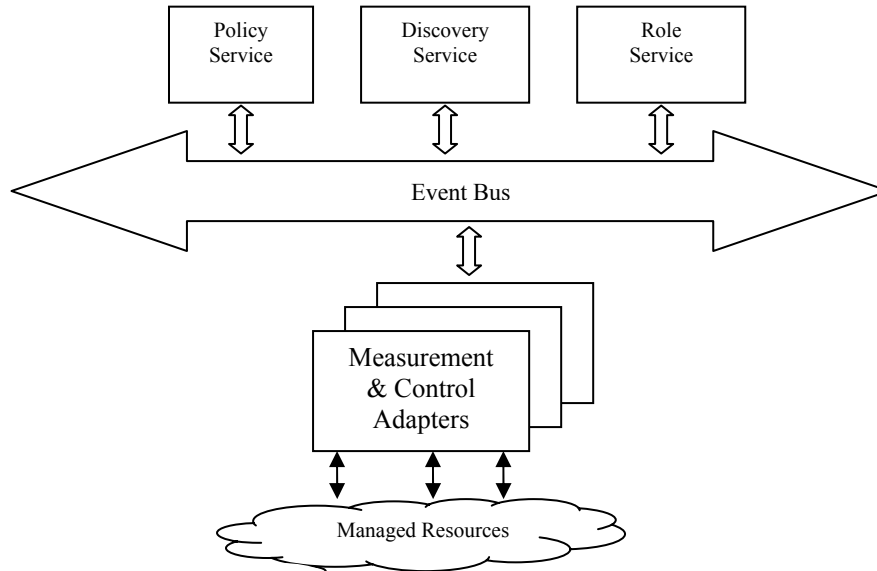 Policy
Service
Discovery
Service
Role
Service
Event Bus
Measurement
& Control
Adapters
Managed Resources